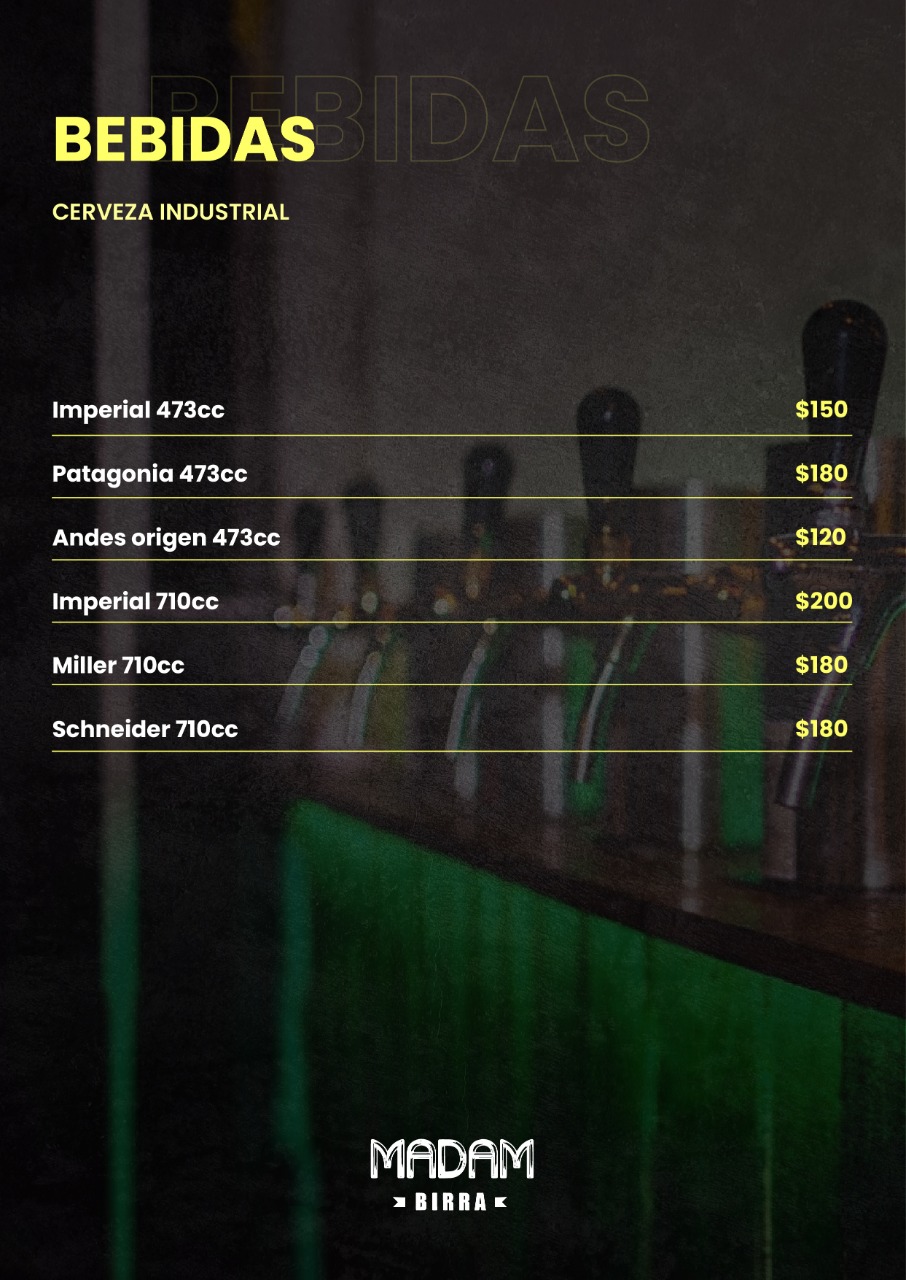 BEBIDAS
BEBIDAS
CERVEZA INDUSTRIAL
Imperial 473cc $150
Patagonia 473cc $180
Andes origen 473cc $120
Imperial 710cc $200
Miller 710cc $180
Schneider 710cc $180
MADAM
BIRRA